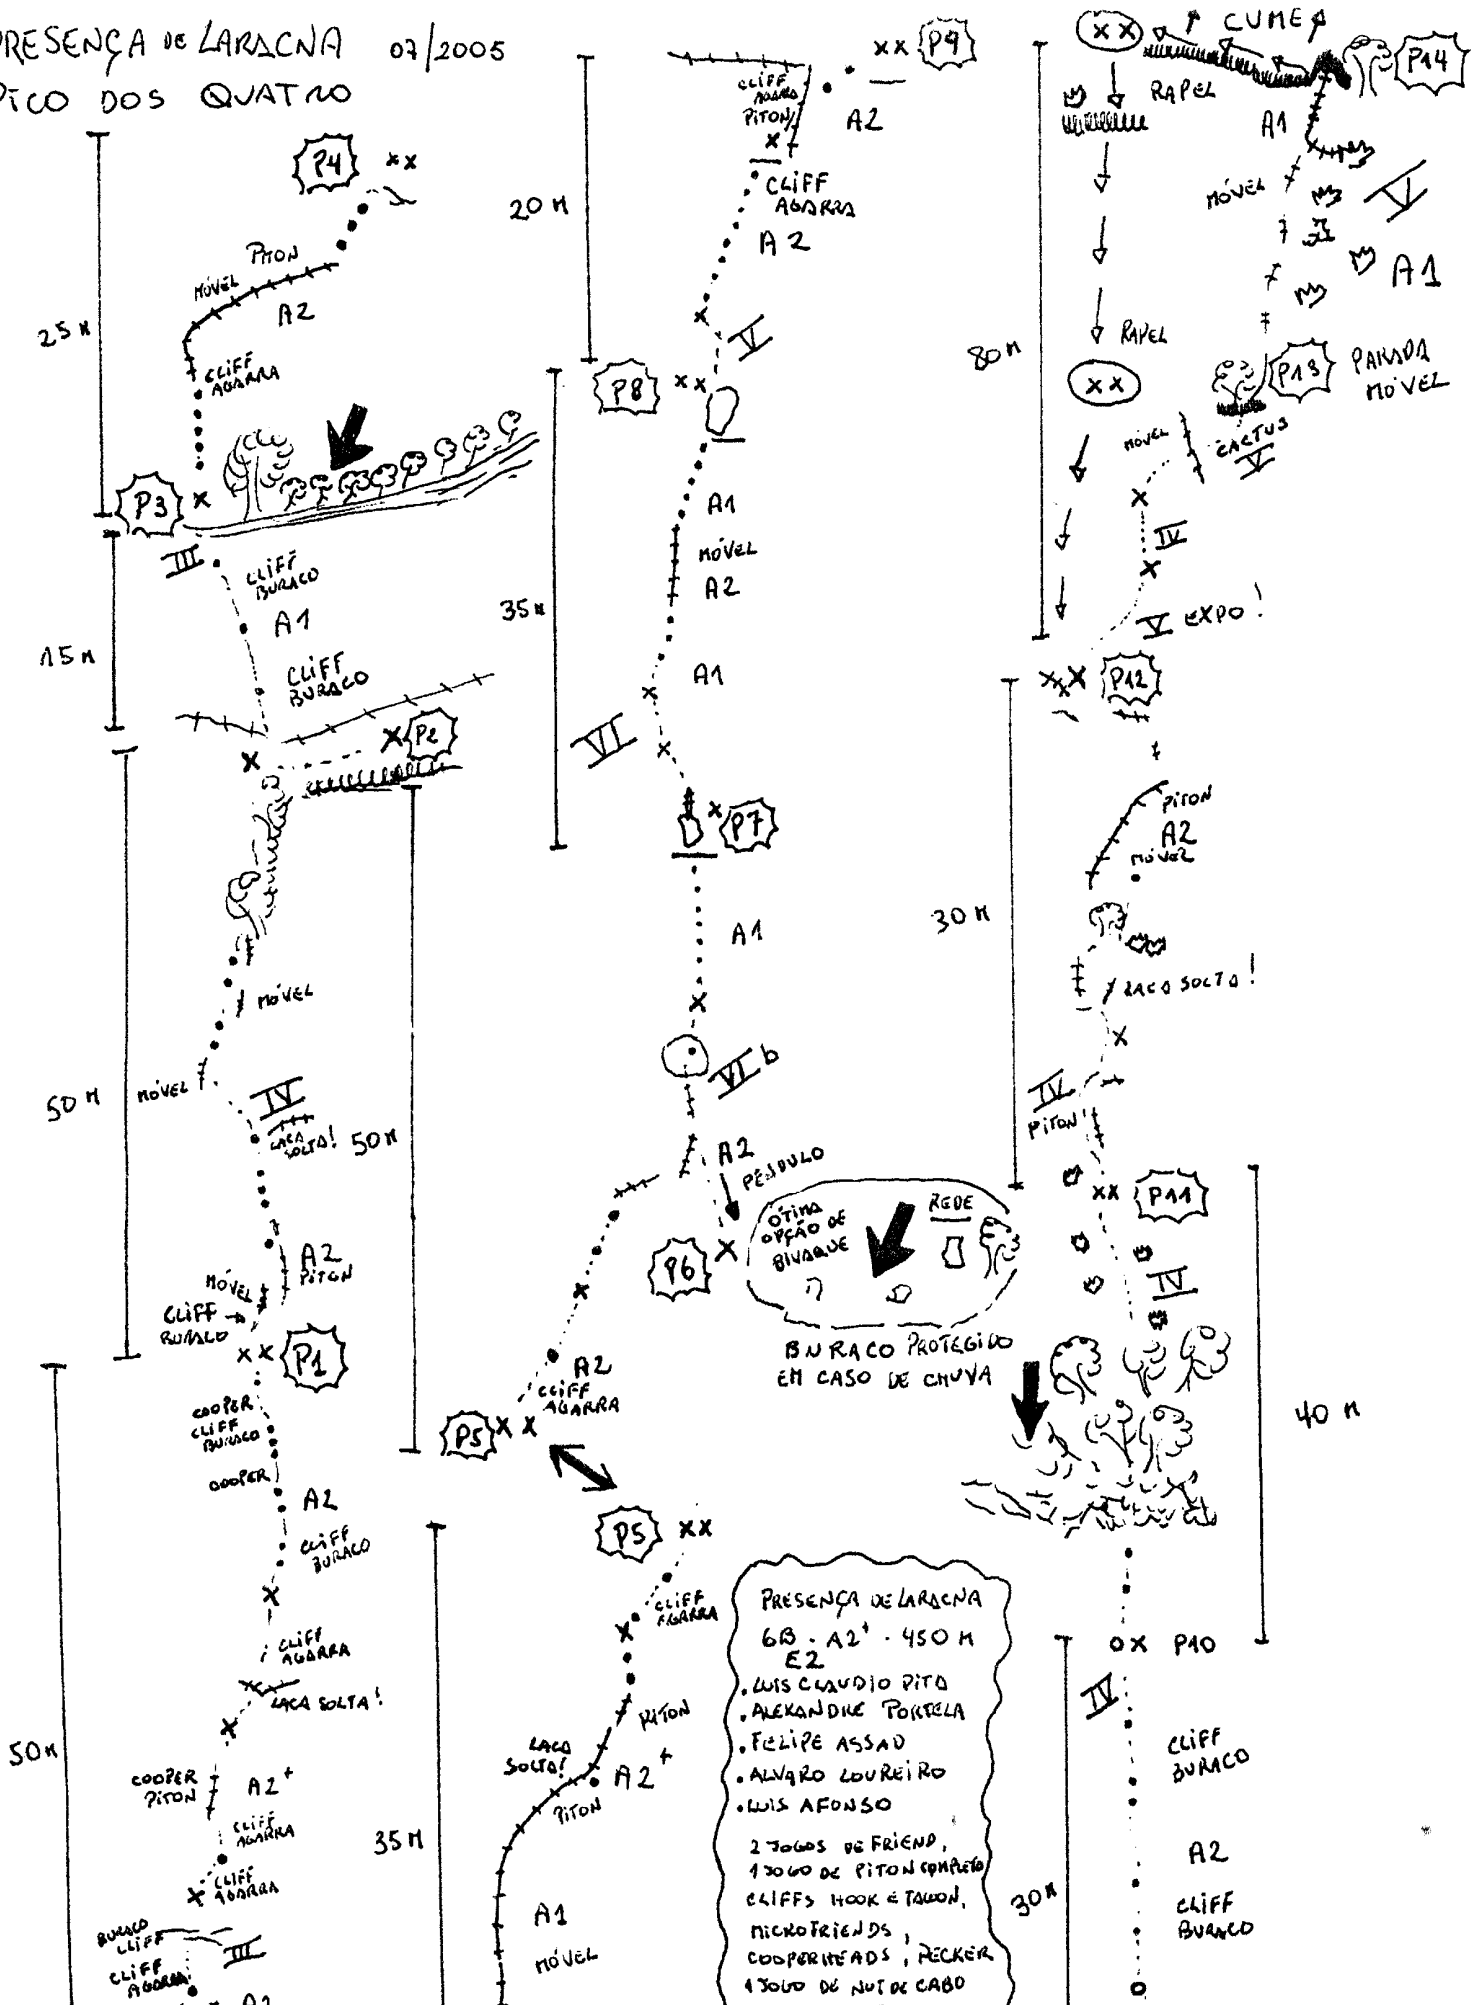 PRESENÇA DE LARACNA 07/2005
PICO DOS QUATRO
P4
XX
PITON
MÓVEL
A2
25 M
CLIFF
AGARRA
P3
X
III
CLIFF
BURACO
A1
15 M
CLIFF
BURACO
X P2
X
MÓVEL
MÓVEL
50 M
IV
LACA
SOLTA!
50 M
A2
PITON
MÓVEL
CLIFF
BURACO
XX P1
COOPER
CLIFF
BURACO
COOPER
A2
CLIFF
BURACO
X
CLIFF
AGARRA
LACA SOLTA!
X
50 M
COOPER
PITON
A2+
CLIFF
AGARRA
X
CLIFF
AGARRA
BURACO
CLIFF
III
CLIFF
AGARRA
A2
XX P9
CLIFF
AGARRA
PITON
A2
X
CLIFF
AGARRA
A2
20 M
X
V
P8 XX
A1
MÓVEL
A2
35 M
A1
X
VI
X
X P7
A1
X
VI b
A2
PENDULO
P6 X
ÓTIMA
OPÇÃO DE
BIVAQUE
REDE
BURACO PROTEGIDO
EM CASO DE CHUVA
X
A2
CLIFF
AGARRA
P5 XX
P5 XX
CLIFF
AGARRA
X
PITON
LACA
SOLTA!
A2+
PITON
35 M
A1
MÓVEL
PRESENÇA DE LARACNA
6B - A2+ - 450 M
E2
. LUIS CLAUDIO PITA
. ALEXANDRE PORTELA
. FELIPE ASSAD
. ALVARO LOUREIRO
. LUIS AFONSO
2 JOGOS DE FRIEND,
1 JOGO DE PITON COMPLETO
CLIFFS HOOK E TALON,
MICROFRIENDS,
COOPERHEADS, PECKER
1 JOGO DE NUT DE CABO
XX CUME
P14
RAPEL
A1
MÓVEL
V
A1
80 M
RAPEL
XX
P13 PARADA
MÓVEL
MÓVEL
CACTUS
V
X
IV
X
V EXPO!
XXX P12
PITON
A2
MÓVEL
30 M
LACA SOLTA!
X
IV
PITON
XX P11
IV
40 M
OX P10
IV
CLIFF
BURACO
A2
CLIFF
BURACO
30 M